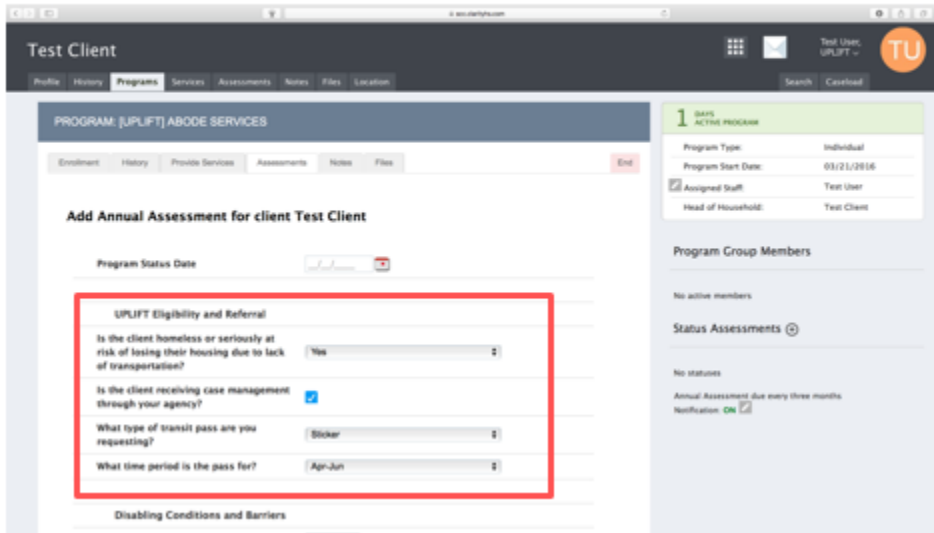 scc.clarityhs.com
Test Client
Test User,
UPLIFT
TU
Profile History Programs Services Assessments Notes Files Location
Search Caseload
PROGRAM: [UPLIFT] ABODE SERVICES
Enrollment History Provide Services Assessments Notes Files
End
Add Annual Assessment for client Test Client
Program Status Date
__/__/____
UPLIFT Eligibility and Referral
Is the client homeless or seriously at
risk of losing their housing due to lack
of transportation?
Yes
Is the client receiving case management
through your agency?
What type of transit pass are you
requesting?
Sticker
What time period is the pass for?
Apr-Jun
Disabling Conditions and Barriers
1 DAYS
ACTIVE PROGRAM
Program Type: Individual
Program Start Date: 03/21/2016
Assigned Staff: Test User
Head of Household: Test Client
Program Group Members
No active members
Status Assessments
No statuses
Annual Assessment due every three months
Notification: ON